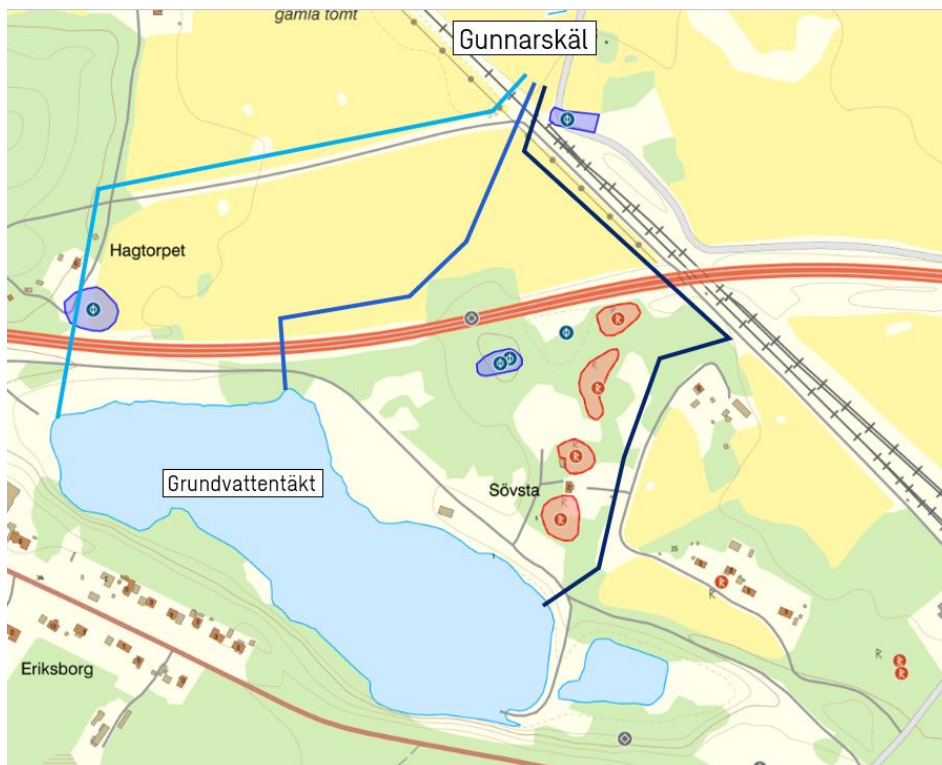 gamla tomt
Gunnarskäl
Hagtorpet
Grundvattentäkt
Sövsta
Eriksborg